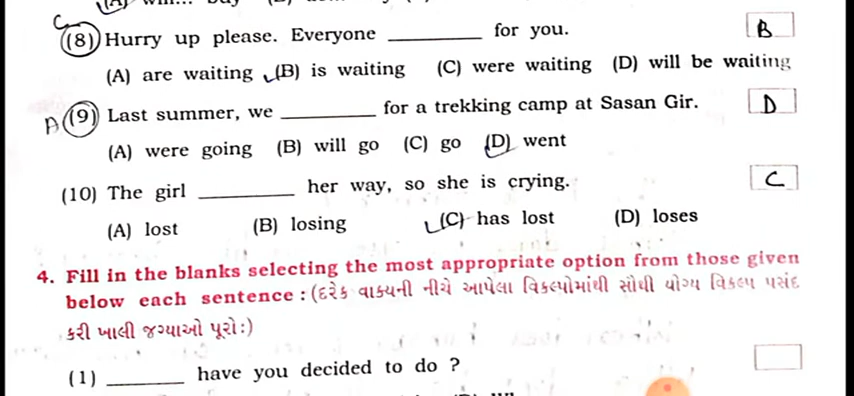 (8) Hurry up please. Everyone ________ for you. B
(A) are waiting (B) is waiting (C) were waiting (D) will be waiting
A (9) Last summer, we ________ for a trekking camp at Sasan Gir. D
(A) were going (B) will go (C) go (D) went
(10) The girl ________ her way, so she is crying. C
(A) lost (B) losing (C) has lost (D) loses
4. Fill in the blanks selecting the most appropriate option from those given
below each sentence : (દરેક વાક્યની નીચે આપેલા વિકલ્પોમાંથી સૌથી યોગ્ય વિકલ્પ પસંદ
કરી ખાલી જગ્યાઓ પૂરો:)
(1) ________ have you decided to do ?